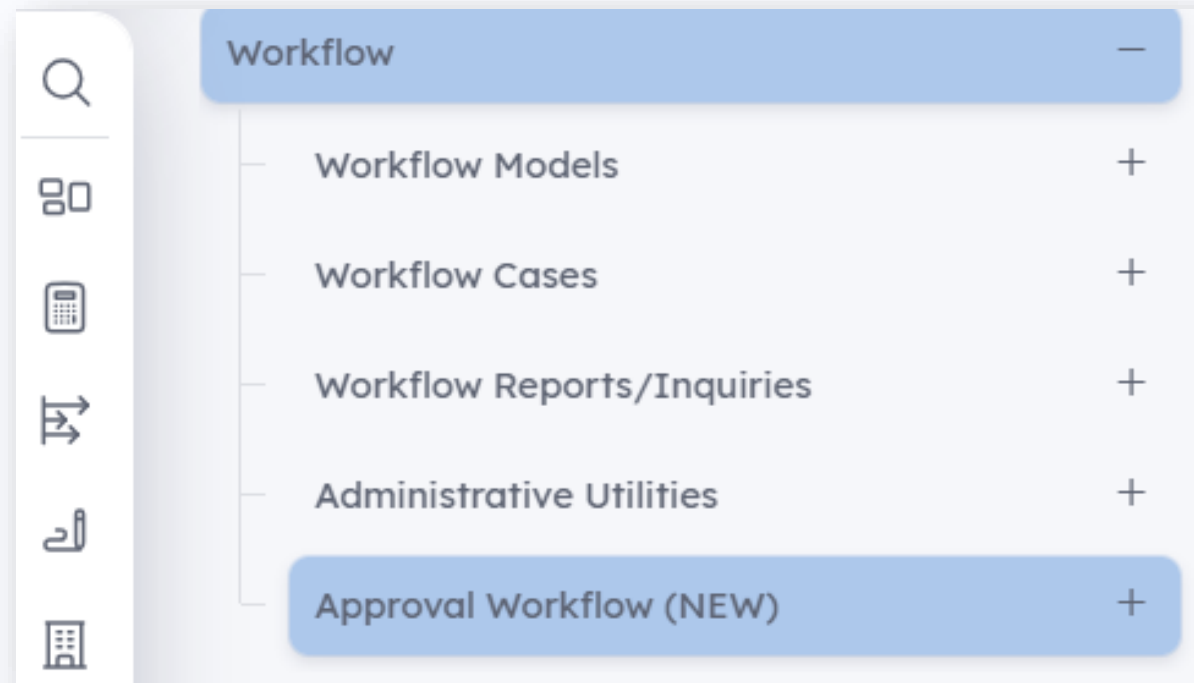 Workflow
Workflow Models
Workflow Cases
Workflow Reports/Inquiries
Administrative Utilities
Approval Workflow (NEW)